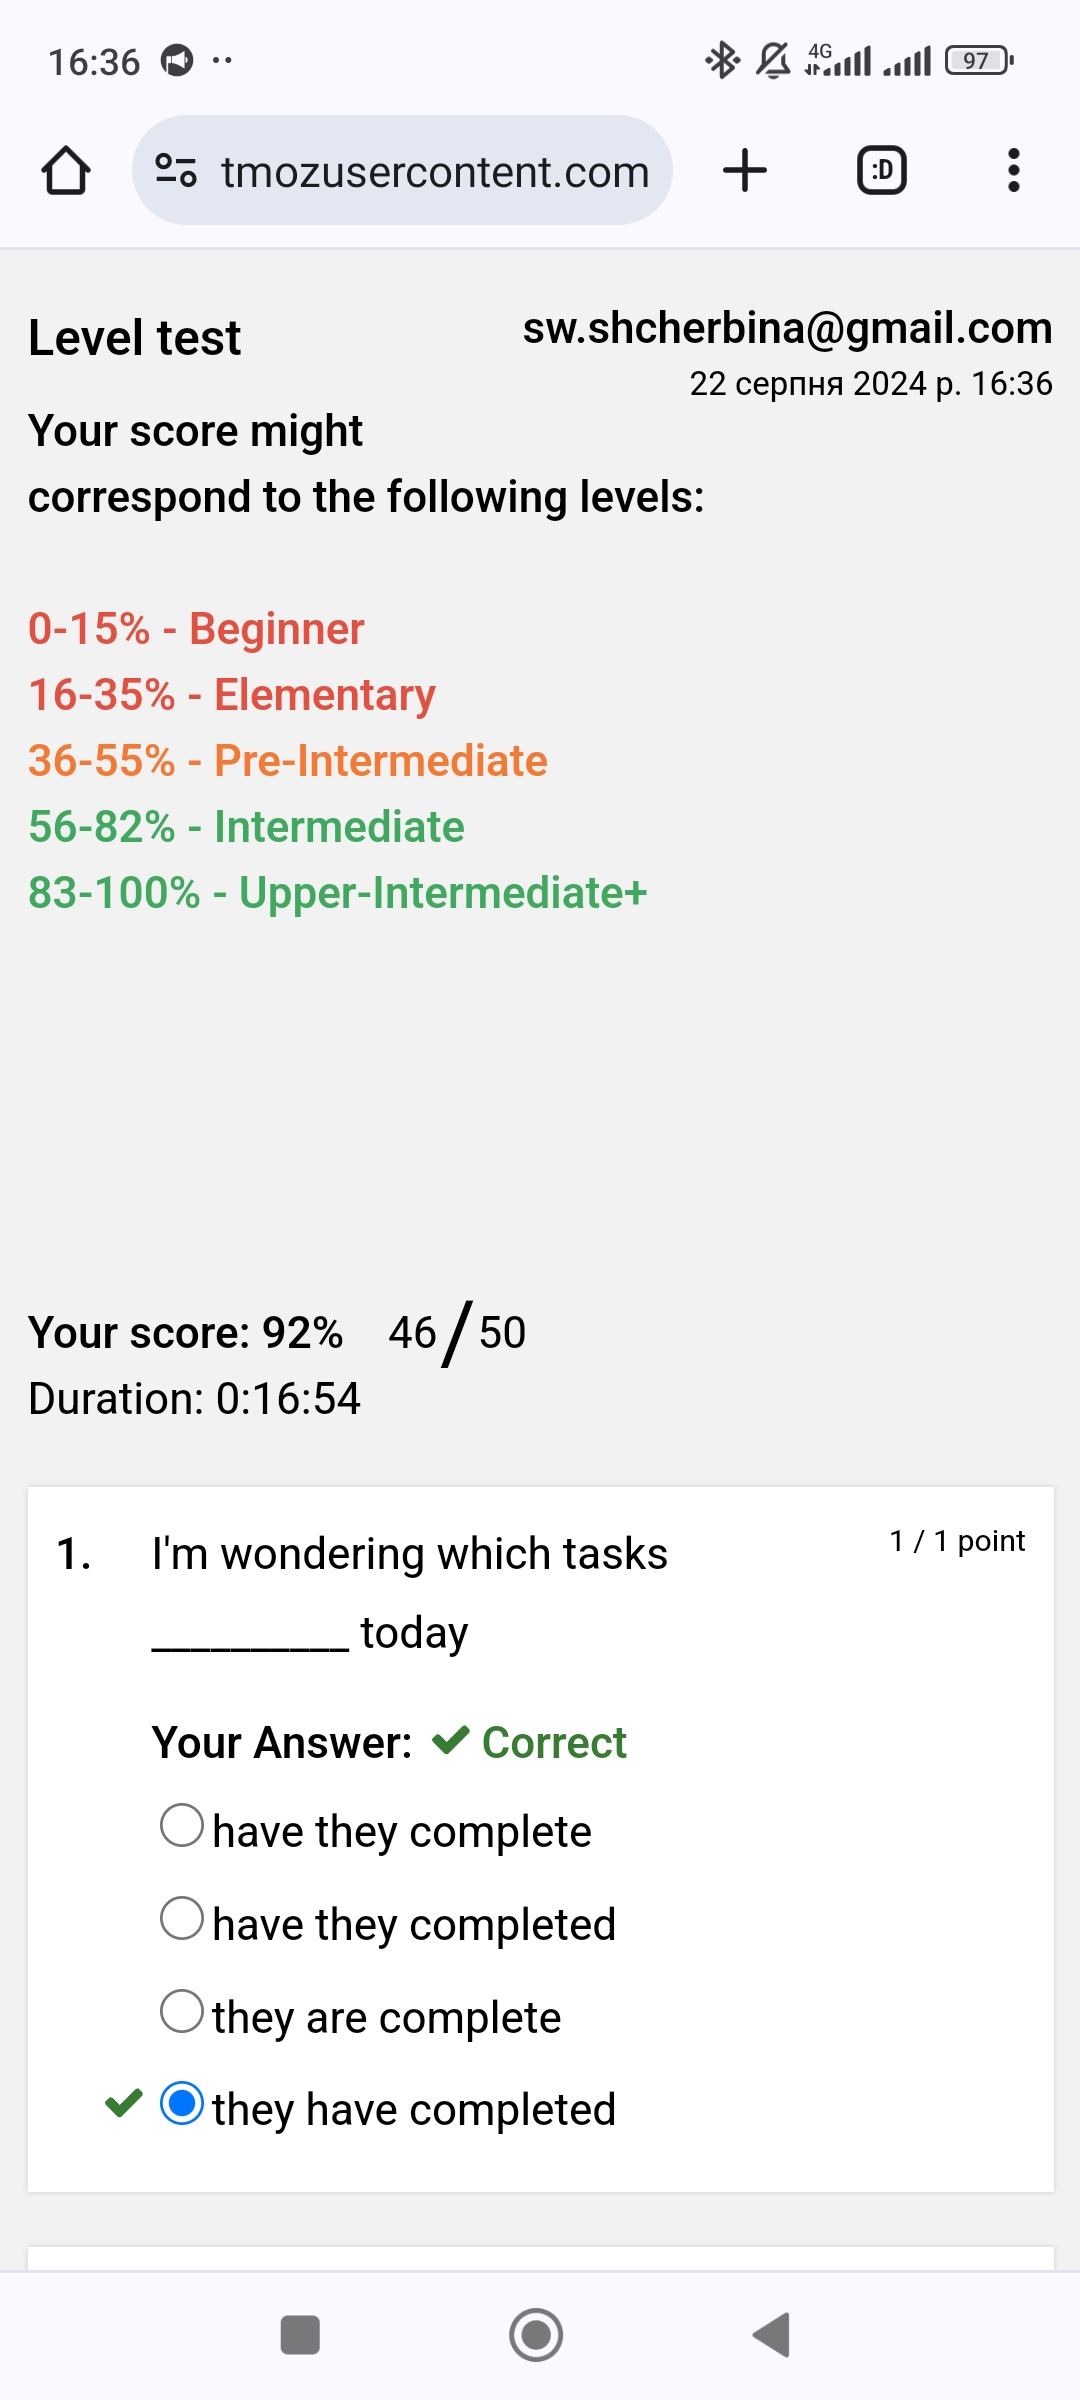 16:36
4G
97
tmozusercontent.com
:D
Level test
sw.shcherbina@gmail.com
22 серпня 2024 р. 16:36
Your score might
correspond to the following levels:
0-15% - Beginner
16-35% - Elementary
36-55% - Pre-Intermediate
56-82% - Intermediate
83-100% - Upper-Intermediate+
Your score: 92% 46/50
Duration: 0:16:54
1. I'm wondering which tasks
1 / 1 point
__________ today
Your Answer: ✔ Correct
have they complete
have they completed
they are complete
they have completed